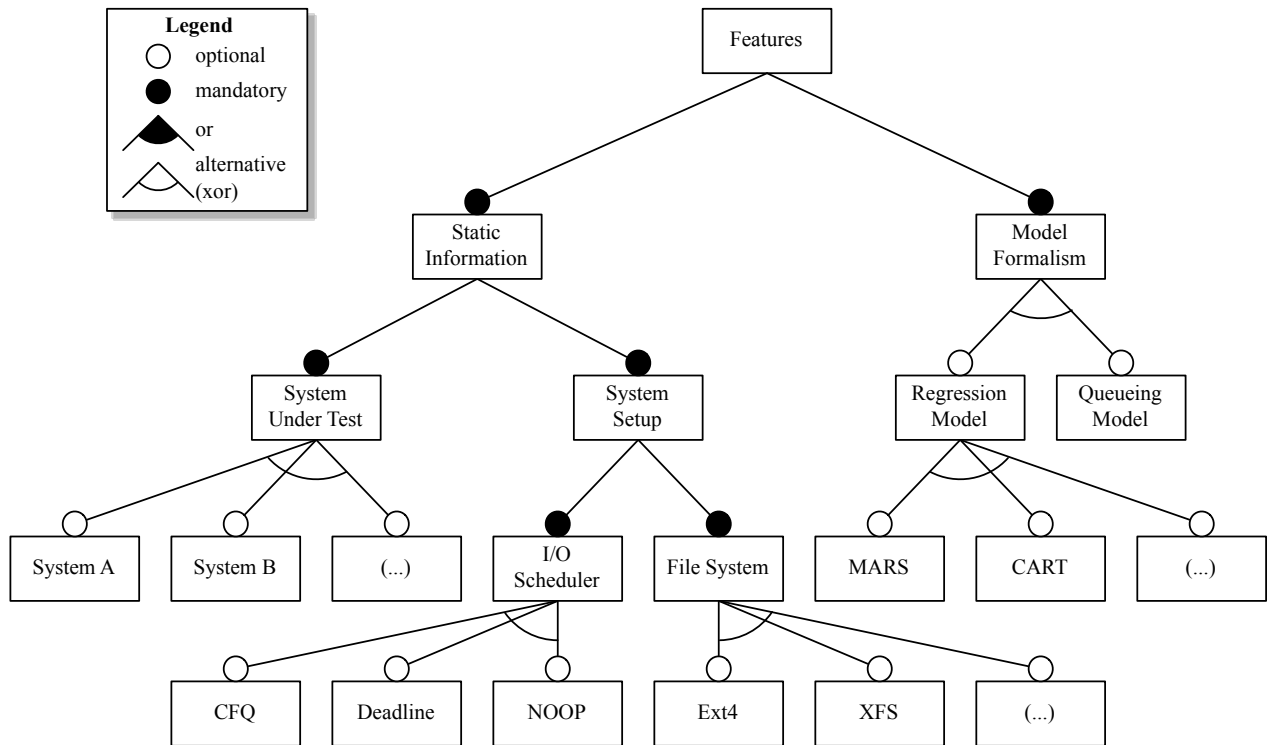 Legend
optional
mandatory
or
alternative
(xor)
Features
Static
Information
Model
Formalism
System
Under Test
System
Setup
Regression
Model
Queueing
Model
System A
System B
(...)
I/O
Scheduler
File System
MARS
CART
(...)
CFQ
Deadline
NOOP
Ext4
XFS
(...)